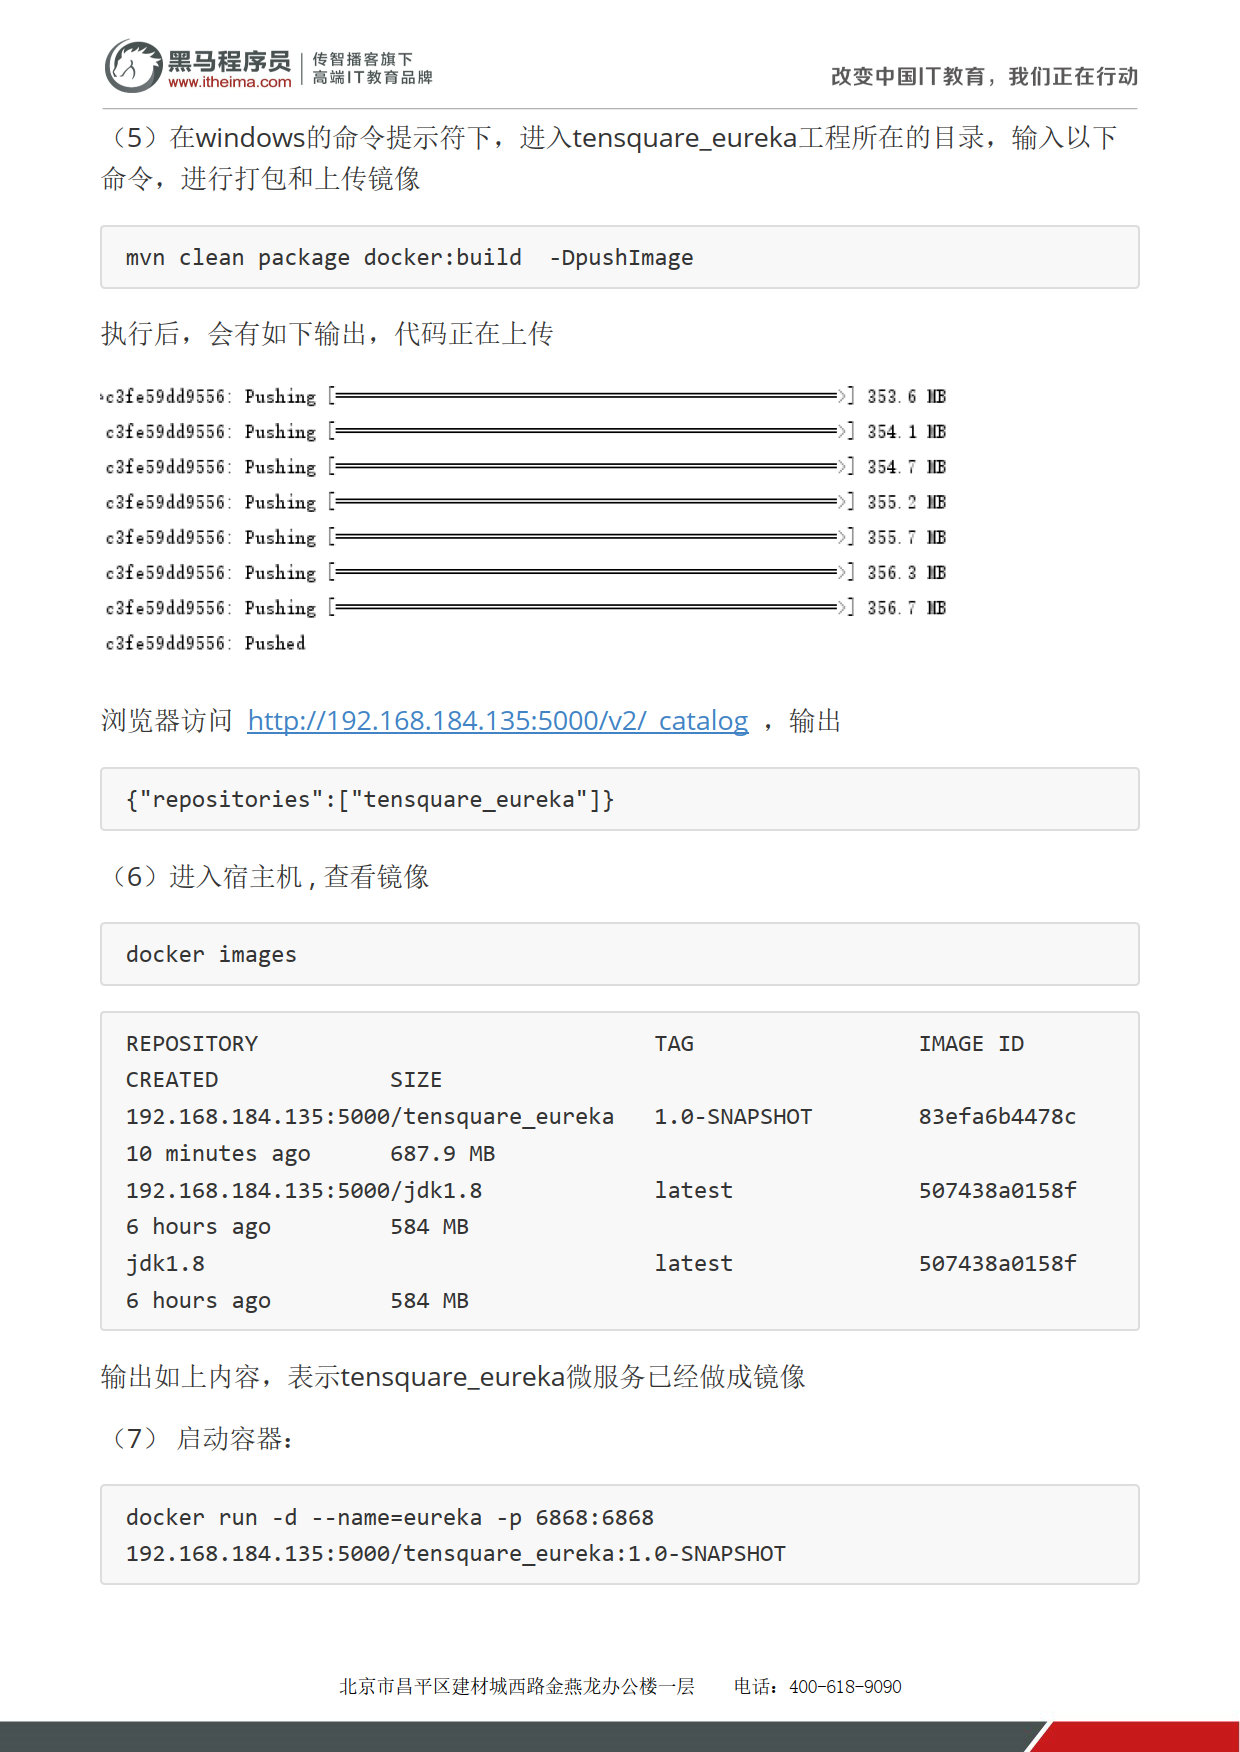 黑马程序员
www.itheima.com
传智播客旗下
高端IT教育品牌
改变中国IT教育，我们正在行动
（5）在windows的命令提示符下，进入tensquare_eureka工程所在的目录，输入以下
命令，进行打包和上传镜像
mvn clean package docker:build  -DpushImage
执行后，会有如下输出，代码正在上传
c3fe59dd9556: Pushing [==================================================>] 353.6 MB
c3fe59dd9556: Pushing [==================================================>] 354.1 MB
c3fe59dd9556: Pushing [==================================================>] 354.7 MB
c3fe59dd9556: Pushing [==================================================>] 355.2 MB
c3fe59dd9556: Pushing [==================================================>] 355.7 MB
c3fe59dd9556: Pushing [==================================================>] 356.3 MB
c3fe59dd9556: Pushing [==================================================>] 356.7 MB
c3fe59dd9556: Pushed
浏览器访问 http://192.168.184.135:5000/v2/_catalog ，输出
{"repositories":["tensquare_eureka"]}
（6）进入宿主机 , 查看镜像
docker images
REPOSITORY                              TAG                 IMAGE ID
CREATED             SIZE
192.168.184.135:5000/tensquare_eureka   1.0-SNAPSHOT        83efa6b4478c
10 minutes ago      687.9 MB
192.168.184.135:5000/jdk1.8             latest              507438a0158f
6 hours ago         584 MB
jdk1.8                                  latest              507438a0158f
6 hours ago         584 MB
输出如上内容，表示tensquare_eureka微服务已经做成镜像
（7） 启动容器：
docker run -d --name=eureka -p 6868:6868
192.168.184.135:5000/tensquare_eureka:1.0-SNAPSHOT
北京市昌平区建材城西路金燕龙办公楼一层    电话：400-618-9090